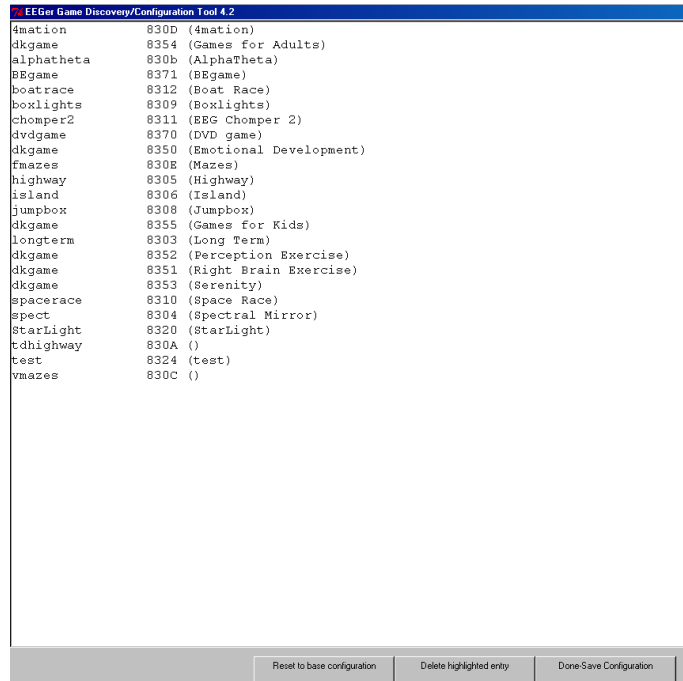 EEGer Game Discovery/Configuration Tool 4.2
4mation 830D (4mation)
dkgame 8354 (Games for Adults)
alphatheta 830b (AlphaTheta)
BEgame 8371 (BEgame)
boatrace 8312 (Boat Race)
boxlights 8309 (Boxlights)
chomper2 8311 (EEG Chomper 2)
dvdgame 8370 (DVD game)
dkgame 8350 (Emotional Development)
fmazes 830E (Mazes)
highway 8305 (Highway)
island 8306 (Island)
jumpbox 8308 (Jumpbox)
dkgame 8355 (Games for Kids)
longterm 8303 (Long Term)
dkgame 8352 (Perception Exercise)
dkgame 8351 (Right Brain Exercise)
dkgame 8353 (Serenity)
spacerace 8310 (Space Race)
spect 8304 (Spectral Mirror)
StarLight 8320 (StarLight)
tdhighway 830A ()
test 8324 (test)
vmazes 830C ()
Reset to base configuration Delete highlighted entry Done-Save Configuration